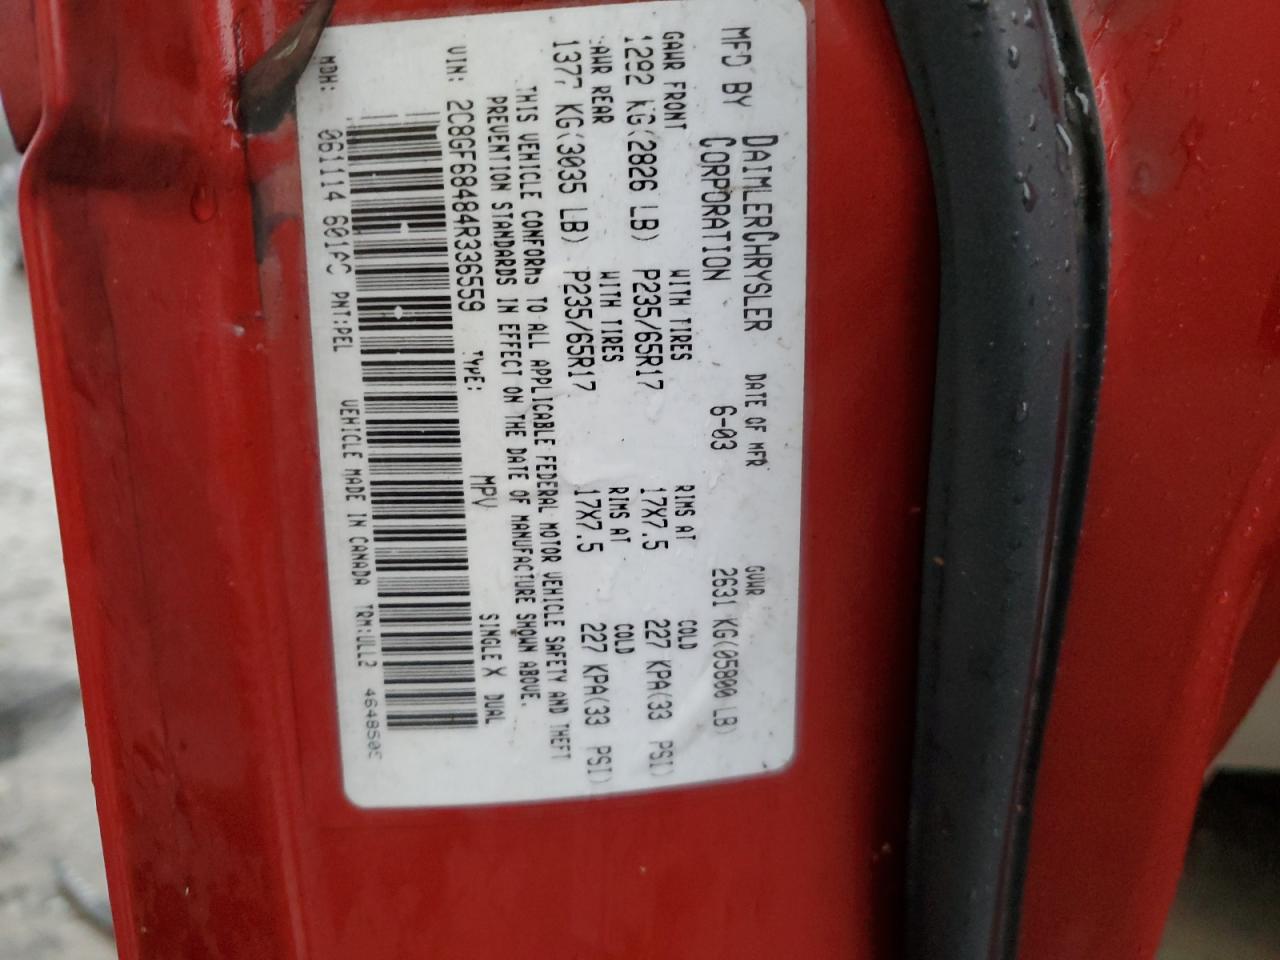 MFD BY DAIMLERCHRYSLER DATE OF MFR GVWR
CORPORATION 6-03 2631 KG(05800 LB)
GAWR FRONT WITH TIRES RIMS AT COLD
1292 KG(2826 LB) P235/65R17 17X7.5 227 KPA(33 PSI)
GAWR REAR WITH TIRES RIMS AT COLD
1377 KG(3035 LB) P235/65R17 17X7.5 227 KPA(33 PSI)
THIS VEHICLE CONFORMS TO ALL APPLICABLE FEDERAL MOTOR VEHICLE SAFETY AND THEFT
PREVENTION STANDARDS IN EFFECT ON THE DATE OF MANUFACTURE SHOWN ABOVE.
VIN: 2C8GF68484R336559 TYPE: MPV SINGLE X DUAL
MDH: 061114 PNT:PEL VEHICLE MADE IN CANADA TRM:ULL2